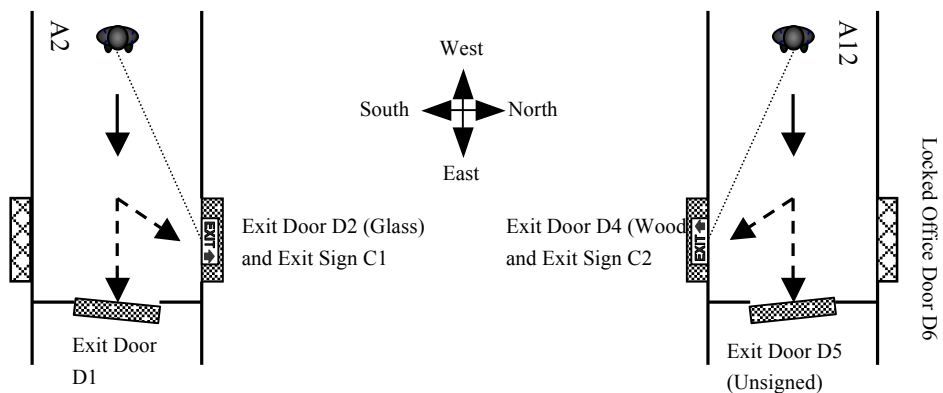 A2
West
South
North
East
Exit Door D2 (Glass)
and Exit Sign C1
EXIT
Exit Door
D1
A12
Exit Door D4 (Wood
and Exit Sign C2
EXIT
Exit Door D5
(Unsigned)
Locked Office Door D6